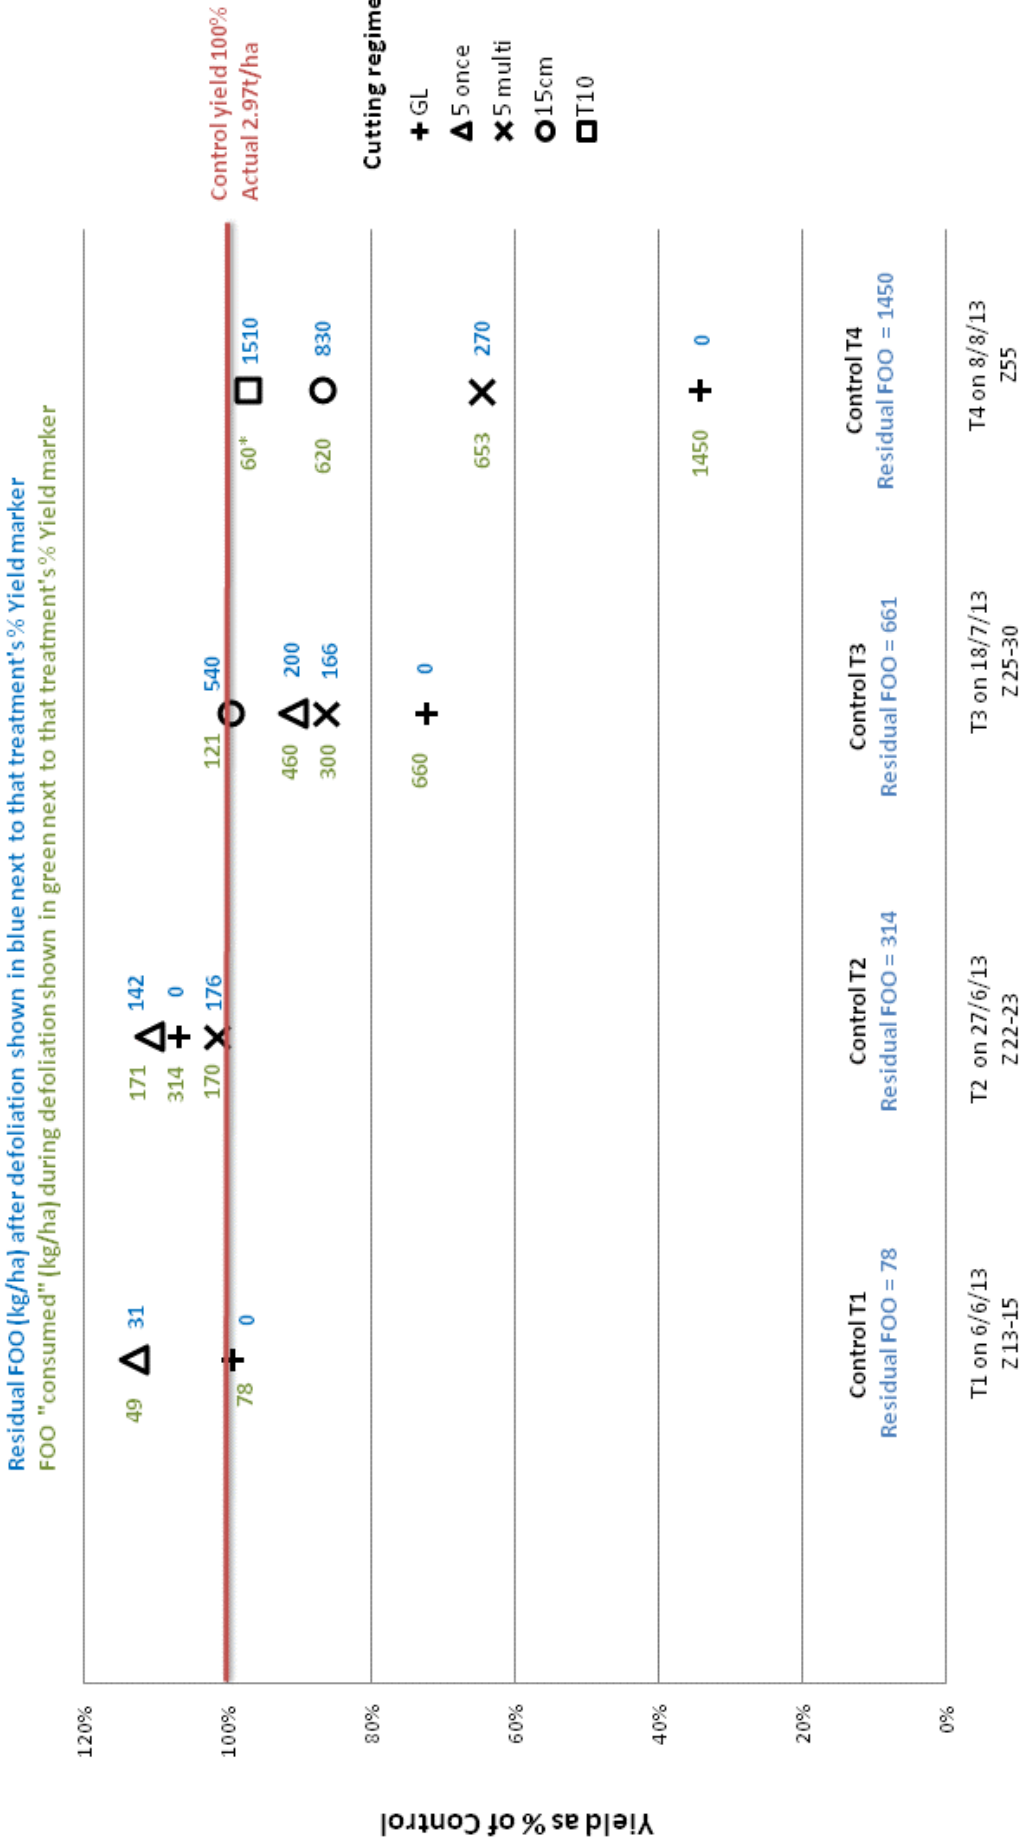 Residual FOO (kg/ha) after defoliation shown in blue next to that treatment's % Yield marker
FOO "consumed" (kg/ha) during defoliation shown in green next to that treatment's % Yield marker
Control yield 100%
Actual 2.97t/ha
Yield as % of Control
120%
100%
80%
60%
40%
20%
0%
49
31
78
0
171
142
314
0
170
176
121
540
460
200
300
166
660
0
60*
1510
620
830
653
270
1450
0
Cutting regime
GL
5 once
5 multi
15cm
T10
Control T1
Residual FOO = 78
Control T2
Residual FOO = 314
Control T3
Residual FOO = 661
Control T4
Residual FOO = 1450
T1 on 6/6/13
Z13-15
T2 on 27/6/13
Z22-23
T3 on 18/7/13
Z25-30
T4 on 8/8/13
Z55